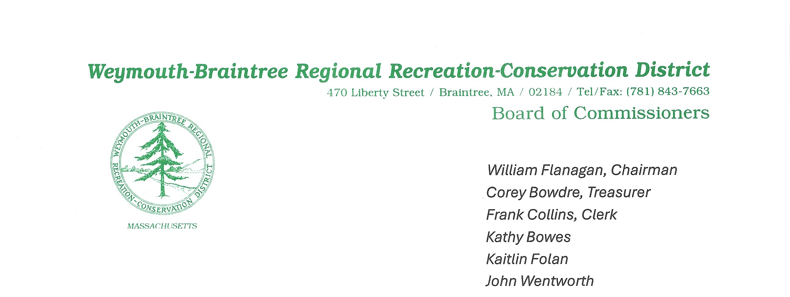 Weymouth-Braintree Regional Recreation-Conservation District
470 Liberty Street / Braintree, MA / 02184 / Tel/Fax: (781) 843-7663
Board of Commissioners
WEYMOUTH-BRAINTREE REGIONAL
RECREATION-CONSERVATION DISTRICT
MASSACHUSETTS
William Flanagan, Chairman
Corey Bowdre, Treasurer
Frank Collins, Clerk
Kathy Bowes
Kaitlin Folan
John Wentworth